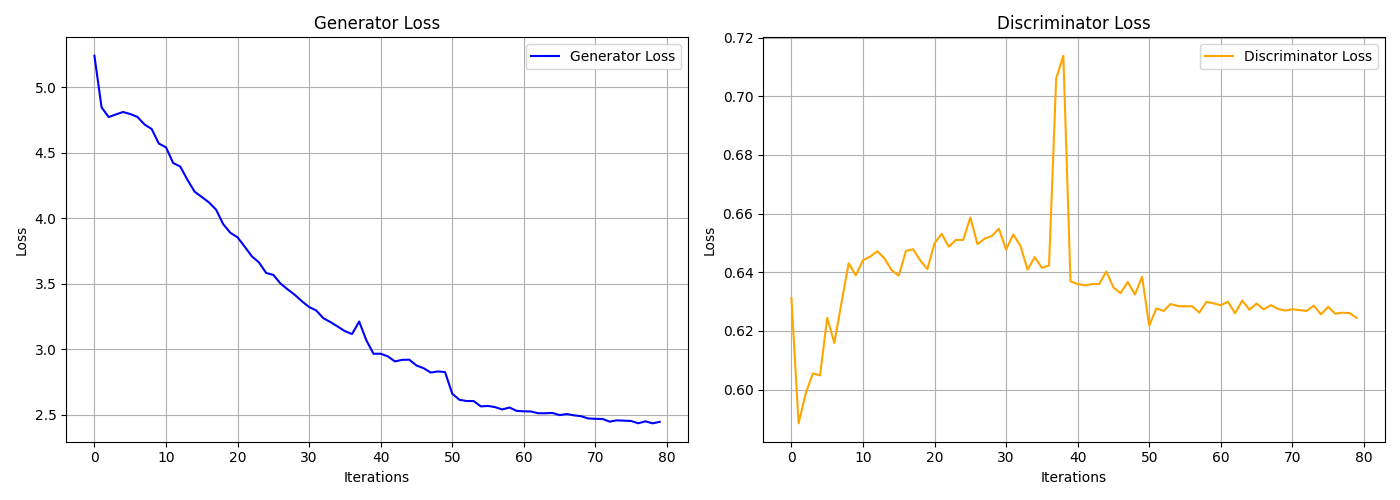 Generator Loss
Generator Loss
5.0
4.5
4.0
3.5
3.0
2.5
Loss
0 10 20 30 40 50 60 70 80
Iterations
Discriminator Loss
Discriminator Loss
0.72
0.70
0.68
0.66
0.64
0.62
0.60
Loss
0 10 20 30 40 50 60 70 80
Iterations